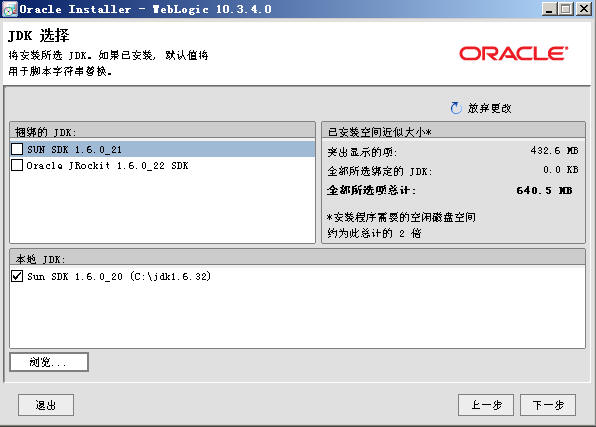 Oracle Installer - WebLogic 10.3.4.0
JDK 选择
将安装所选 JDK。如果已安装, 默认值将
用于脚本字符串替换。
ORACLE
放弃更改
捆绑的 JDK:
SUN SDK 1.6.0_21
Oracle JRockit 1.6.0_22 SDK
已安装空间近似大小*
突出显示的项: 432.6 MB
全部所选绑定的 JDK: 0.0 KB
全部所选项总计: 640.5 MB
*安装程序需要的空闲磁盘空间
约为此总计的 2 倍
本地 JDK:
Sun SDK 1.6.0_20 (C:\jdk1.6.32)
浏览...
退出
上一步
下一步